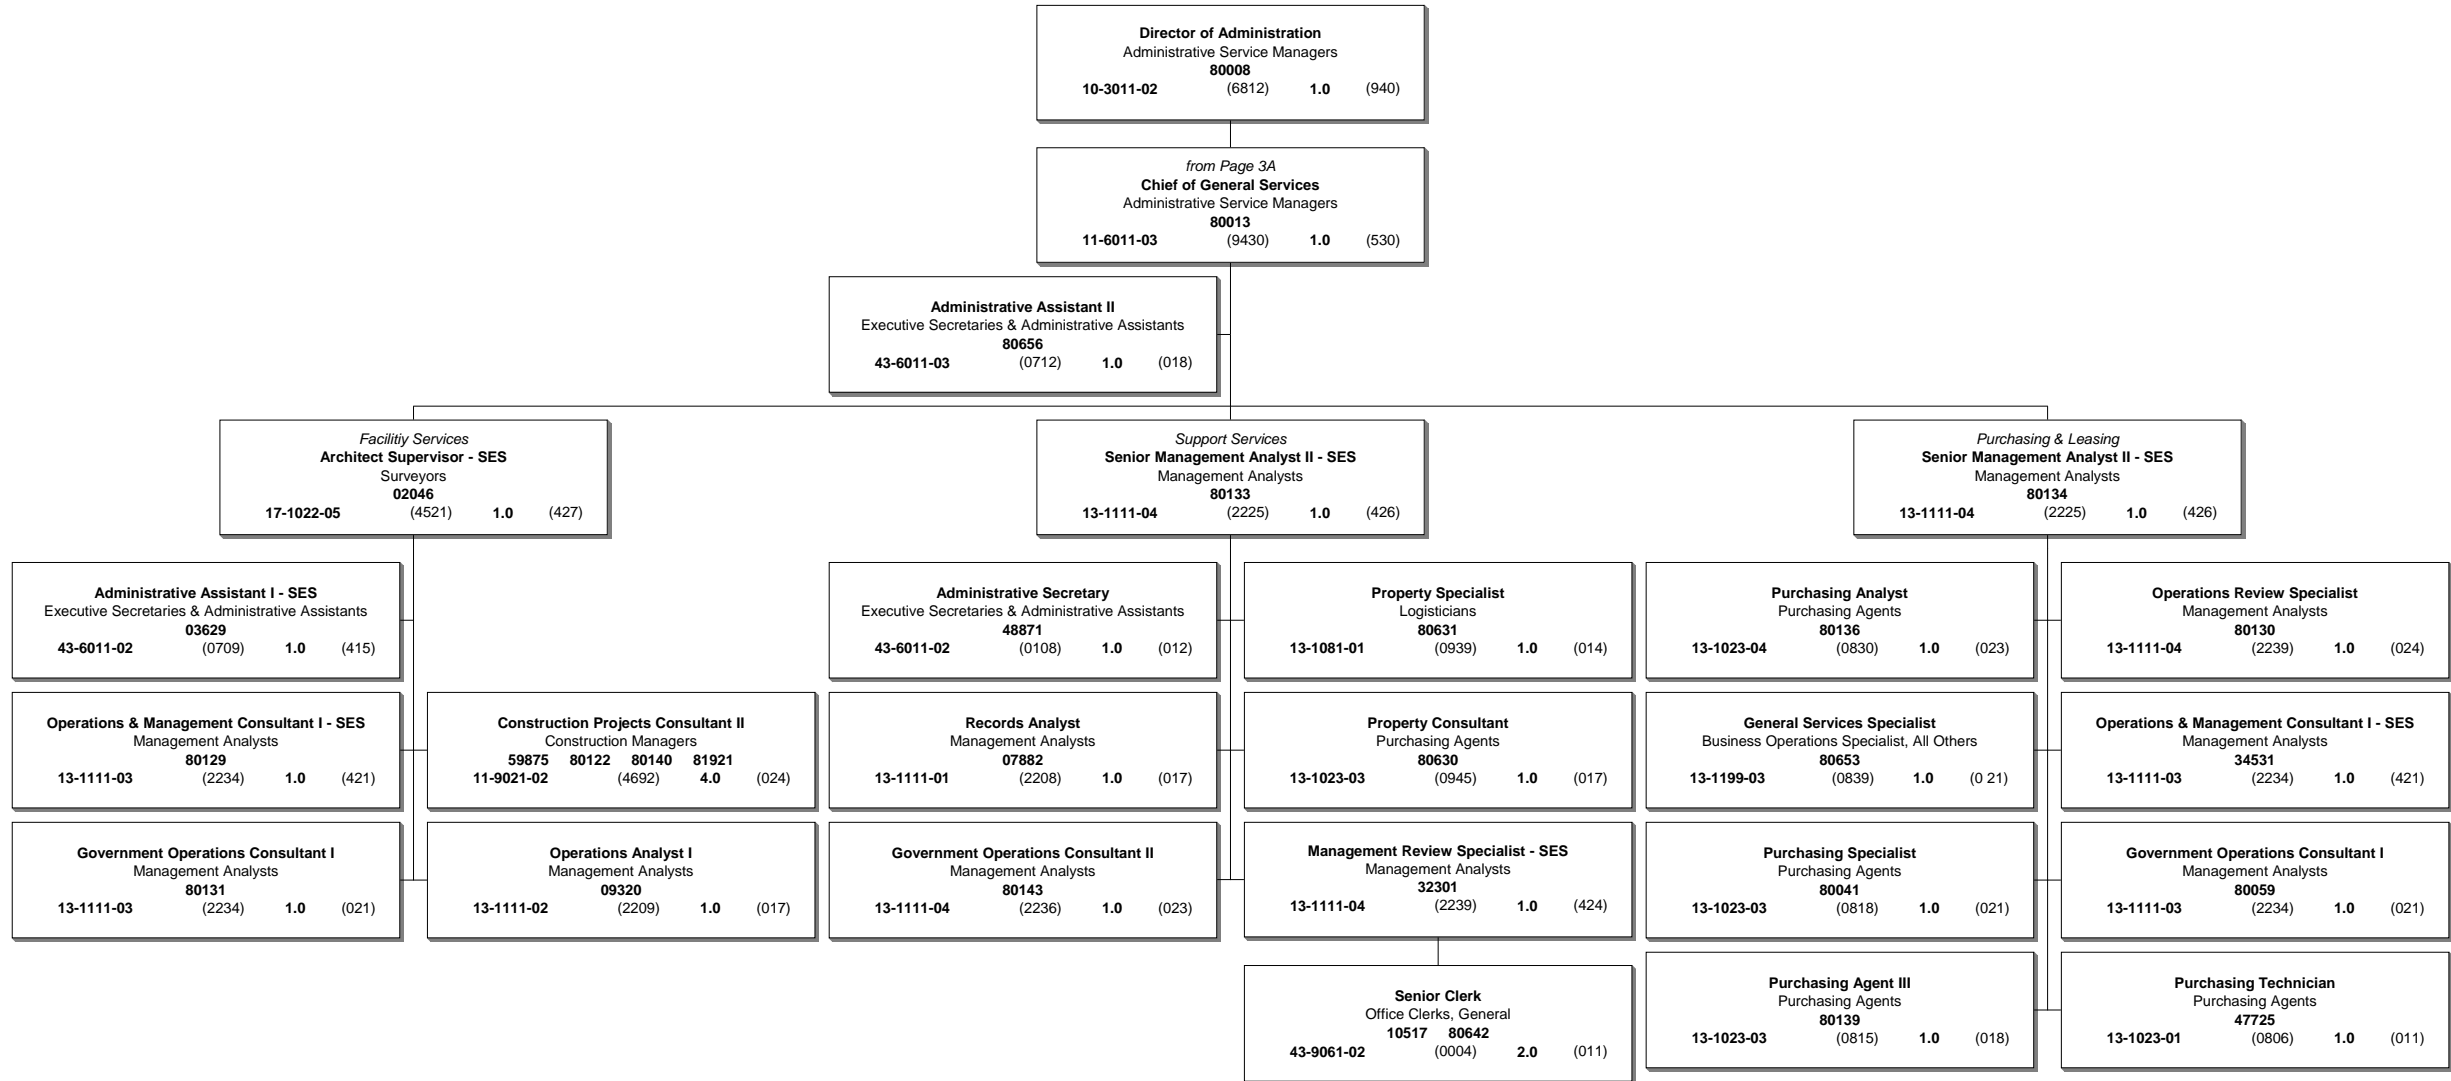 Director of Administration
Administrative Service Managers
80008
10-3011-02 (6812) 1.0 (940)
from Page 3A
Chief of General Services
Administrative Service Managers
80013
11-6011-03 (9430) 1.0 (530)
Administrative Assistant II
Executive Secretaries & Administrative Assistants
80656
43-6011-03 (0712) 1.0 (018)
Facilitiy Services
Architect Supervisor - SES
Surveyors
02046
17-1022-05 (4521) 1.0 (427)
Support Services
Senior Management Analyst II - SES
Management Analysts
80133
13-1111-04 (2225) 1.0 (426)
Purchasing & Leasing
Senior Management Analyst II - SES
Management Analysts
80134
13-1111-04 (2225) 1.0 (426)
Administrative Assistant I - SES
Executive Secretaries & Administrative Assistants
03629
43-6011-02 (0709) 1.0 (415)
Administrative Secretary
Executive Secretaries & Administrative Assistants
48871
43-6011-02 (0108) 1.0 (012)
Property Specialist
Logisticians
80631
13-1081-01 (0939) 1.0 (014)
Purchasing Analyst
Purchasing Agents
80136
13-1023-04 (0830) 1.0 (023)
Operations Review Specialist
Management Analysts
80130
13-1111-04 (2239) 1.0 (024)
Operations & Management Consultant I - SES
Management Analysts
80129
13-1111-03 (2234) 1.0 (421)
Construction Projects Consultant II
Construction Managers
59875 80122 80140 81921
11-9021-02 (4692) 4.0 (024)
Records Analyst
Management Analysts
07882
13-1111-01 (2208) 1.0 (017)
Property Consultant
Purchasing Agents
80630
13-1023-03 (0945) 1.0 (017)
General Services Specialist
Business Operations Specialist, All Others
80653
13-1199-03 (0839) 1.0 (0 21)
Operations & Management Consultant I - SES
Management Analysts
34531
13-1111-03 (2234) 1.0 (421)
Government Operations Consultant I
Management Analysts
80131
13-1111-03 (2234) 1.0 (021)
Operations Analyst I
Management Analysts
09320
13-1111-02 (2209) 1.0 (017)
Government Operations Consultant II
Management Analysts
80143
13-1111-04 (2236) 1.0 (023)
Management Review Specialist - SES
Management Analysts
32301
13-1111-04 (2239) 1.0 (424)
Purchasing Specialist
Purchasing Agents
80041
13-1023-03 (0818) 1.0 (021)
Government Operations Consultant I
Management Analysts
80059
13-1111-03 (2234) 1.0 (021)
Senior Clerk
Office Clerks, General
10517 80642
43-9061-02 (0004) 2.0 (011)
Purchasing Agent III
Purchasing Agents
80139
13-1023-03 (0815) 1.0 (018)
Purchasing Technician
Purchasing Agents
47725
13-1023-01 (0806) 1.0 (011)